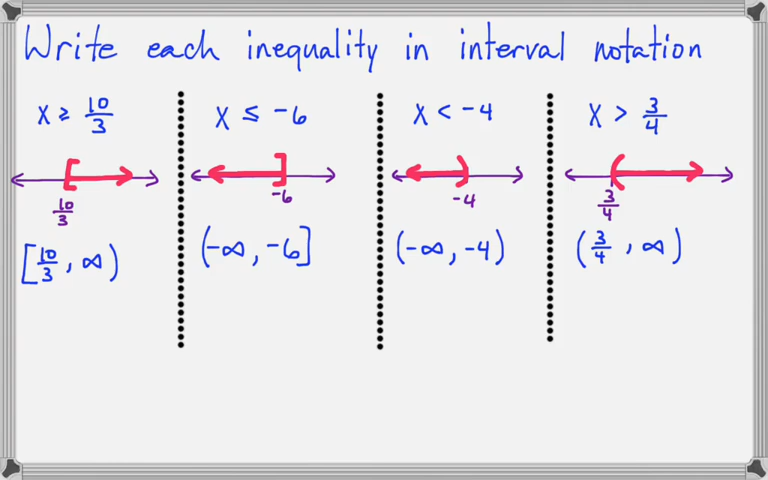 Write each inequality in interval notation
x ≥ 10/3
10/3
[10/3, ∞)
x ≤ -6
-6
(-∞, -6]
x < -4
-4
(-∞, -4)
x > 3/4
3/4
(3/4, ∞)